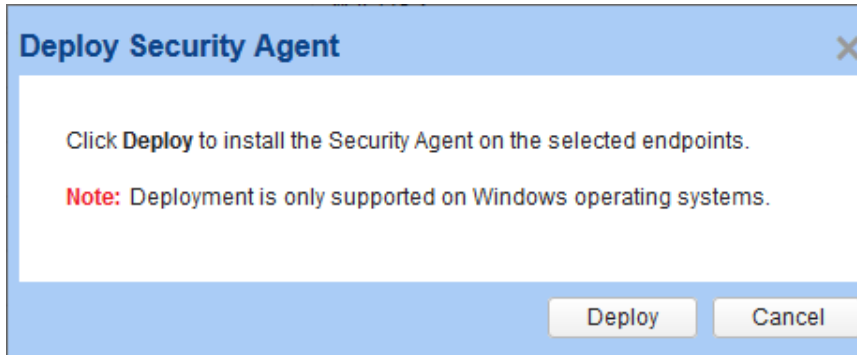 Deploy Security Agent
Click Deploy to install the Security Agent on the selected endpoints.
Note: Deployment is only supported on Windows operating systems.
Deploy Cancel